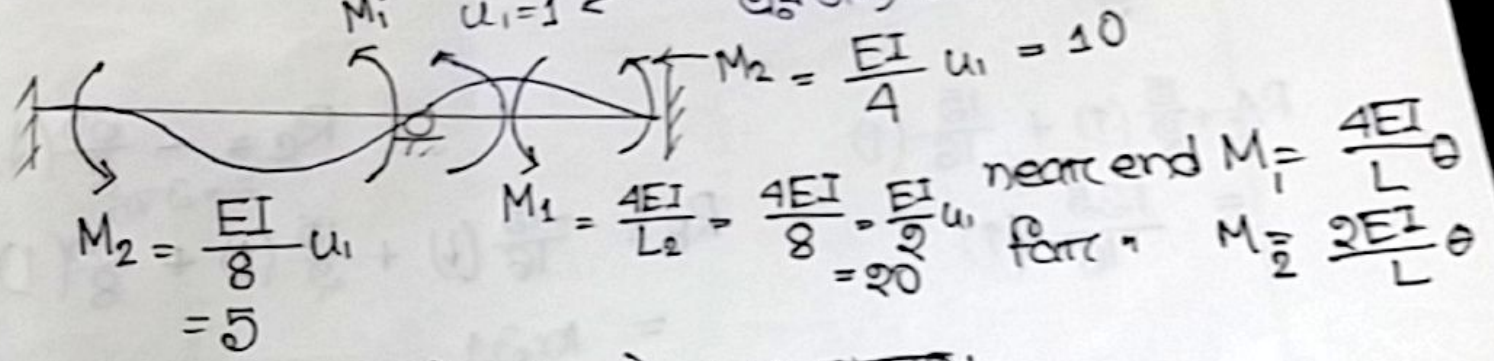 Mi u₁=1
M₂ = EI/4 u₁ = 10
near end M₁ = 4EI/L θ
M₁ = 4EI/L₂ = 4EI/8 = EI/2 u₁
= 20
far " M₂ = 2EI/L θ
M₂ = EI/8 u₁
= 5